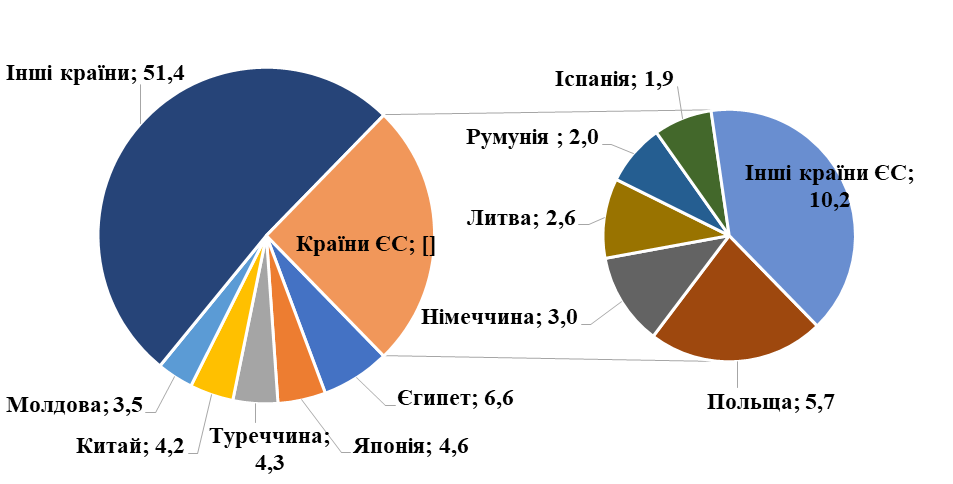 Інші країни; 51,4
Країни ЄС; []
Єгипет; 6,6
Японія; 4,6
Туреччина;
4,3
Китай; 4,2
Молдова; 3,5
Іспанія; 1,9
Румунія ; 2,0
Литва; 2,6
Німеччина; 3,0
Польща; 5,7
Інші країни ЄС;
10,2